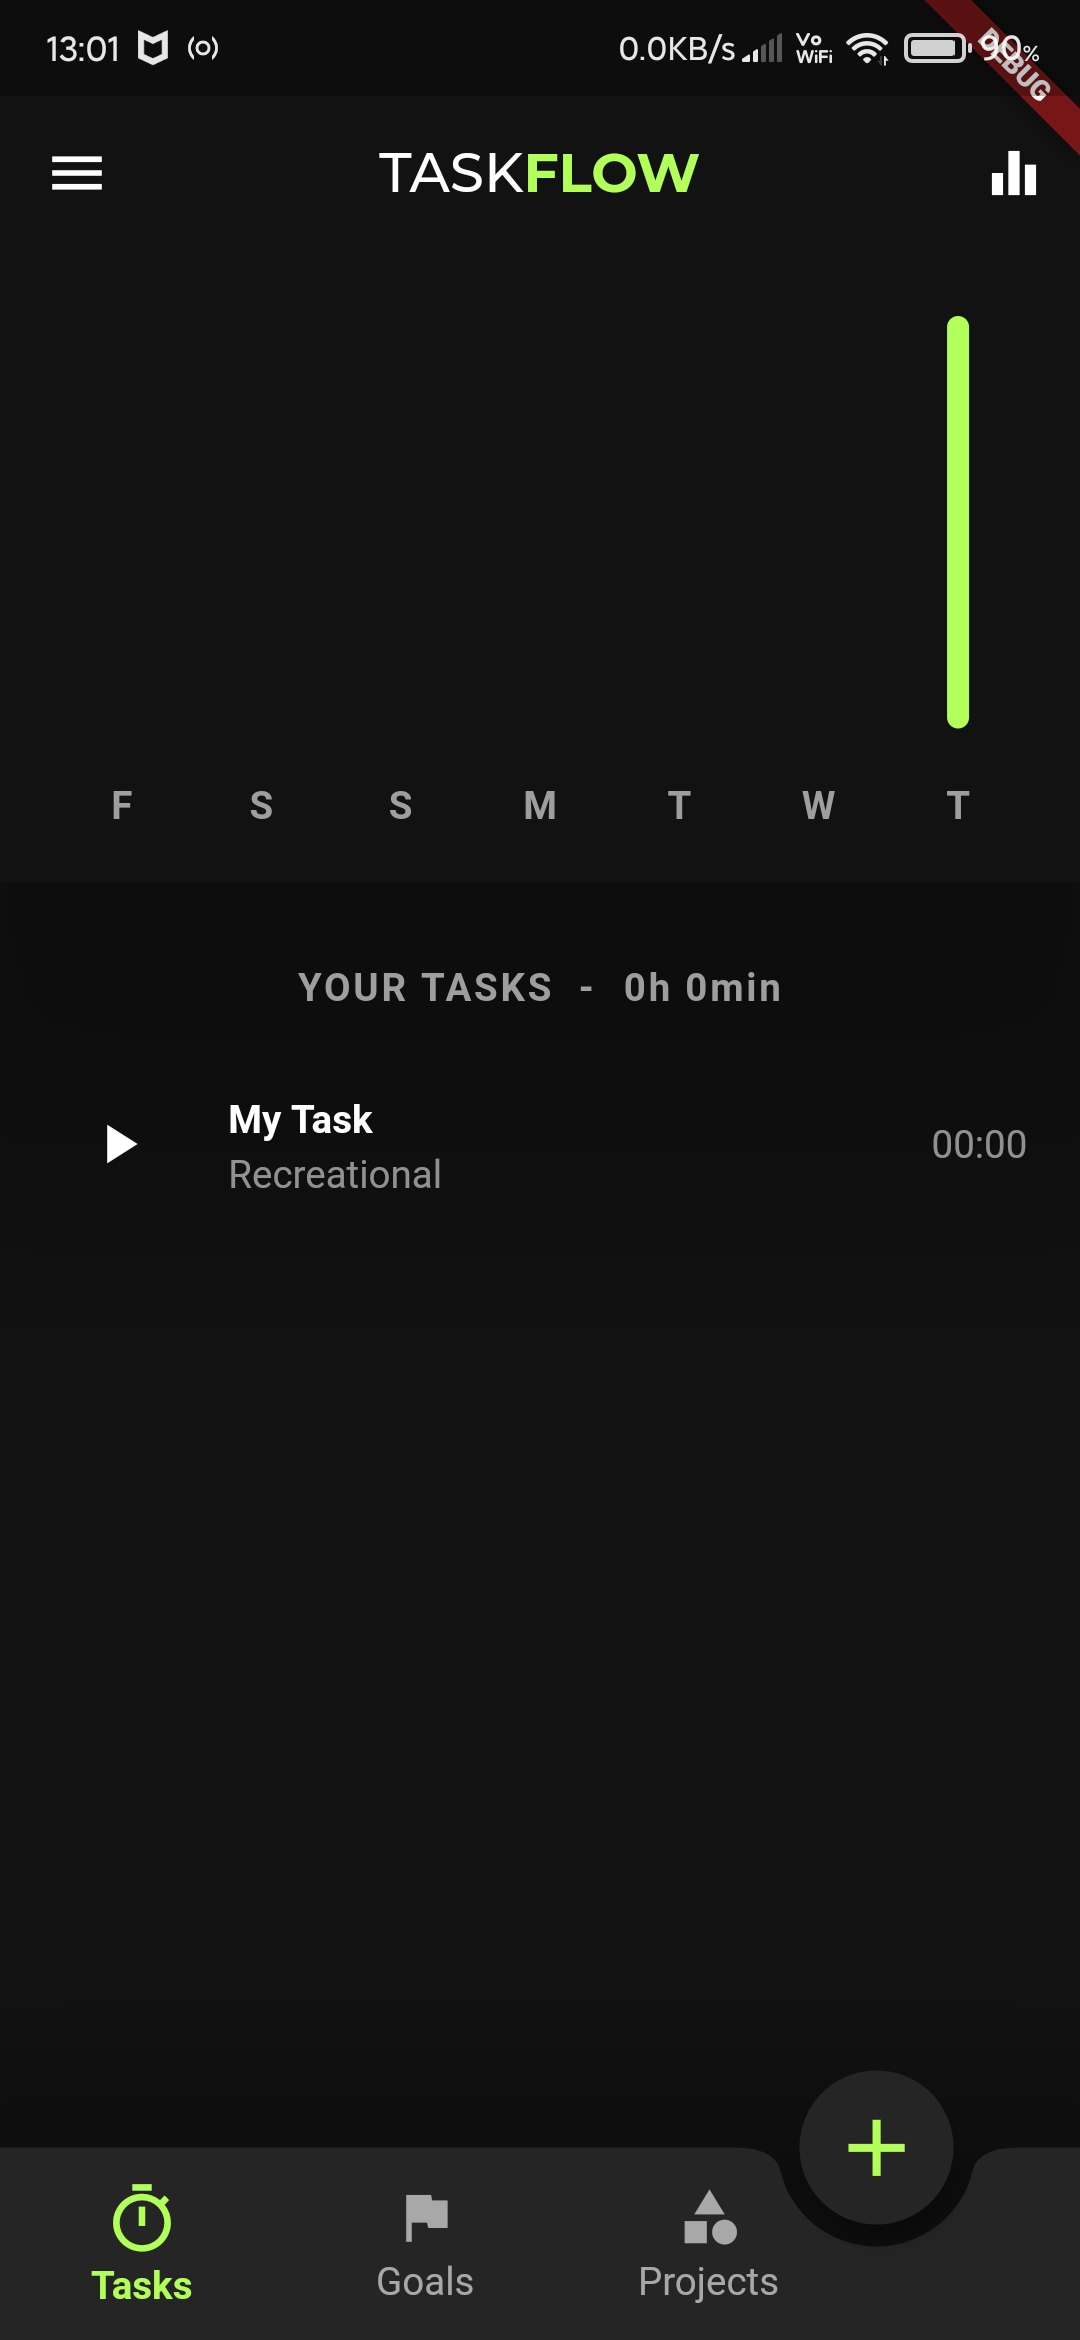 13:01 0.0KB/s Vo WiFi 90%
DEBUG
TASKFLOW
F S S M T W T
YOUR TASKS - 0h 0min
My Task
Recreational
00:00
Tasks Goals Projects